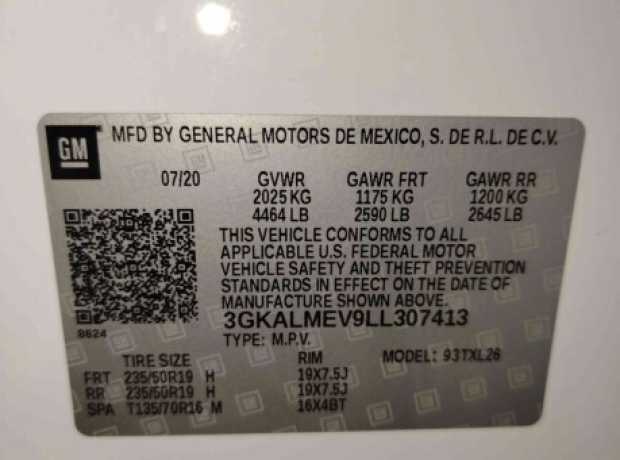 GM MFD BY GENERAL MOTORS DE MEXICO, S. DE R.L. DE C.V.
07/20 GVWR GAWR FRT GAWR RR
2025 KG 1175 KG 1200 KG
4464 LB 2590 LB 2645 LB
THIS VEHICLE CONFORMS TO ALL
APPLICABLE U.S. FEDERAL MOTOR
VEHICLE SAFETY AND THEFT PREVENTION
STANDARDS IN EFFECT ON THE DATE OF
MANUFACTURE SHOWN ABOVE.
8624 3GKALMEV9LL307413
TYPE: M.P.V.
TIRE SIZE RIM MODEL: 93TXL26
FRT 235/50R19 H 19X7.5J
RR 235/50R19 H 19X7.5J
SPA T135/70R16 M 16X4BT